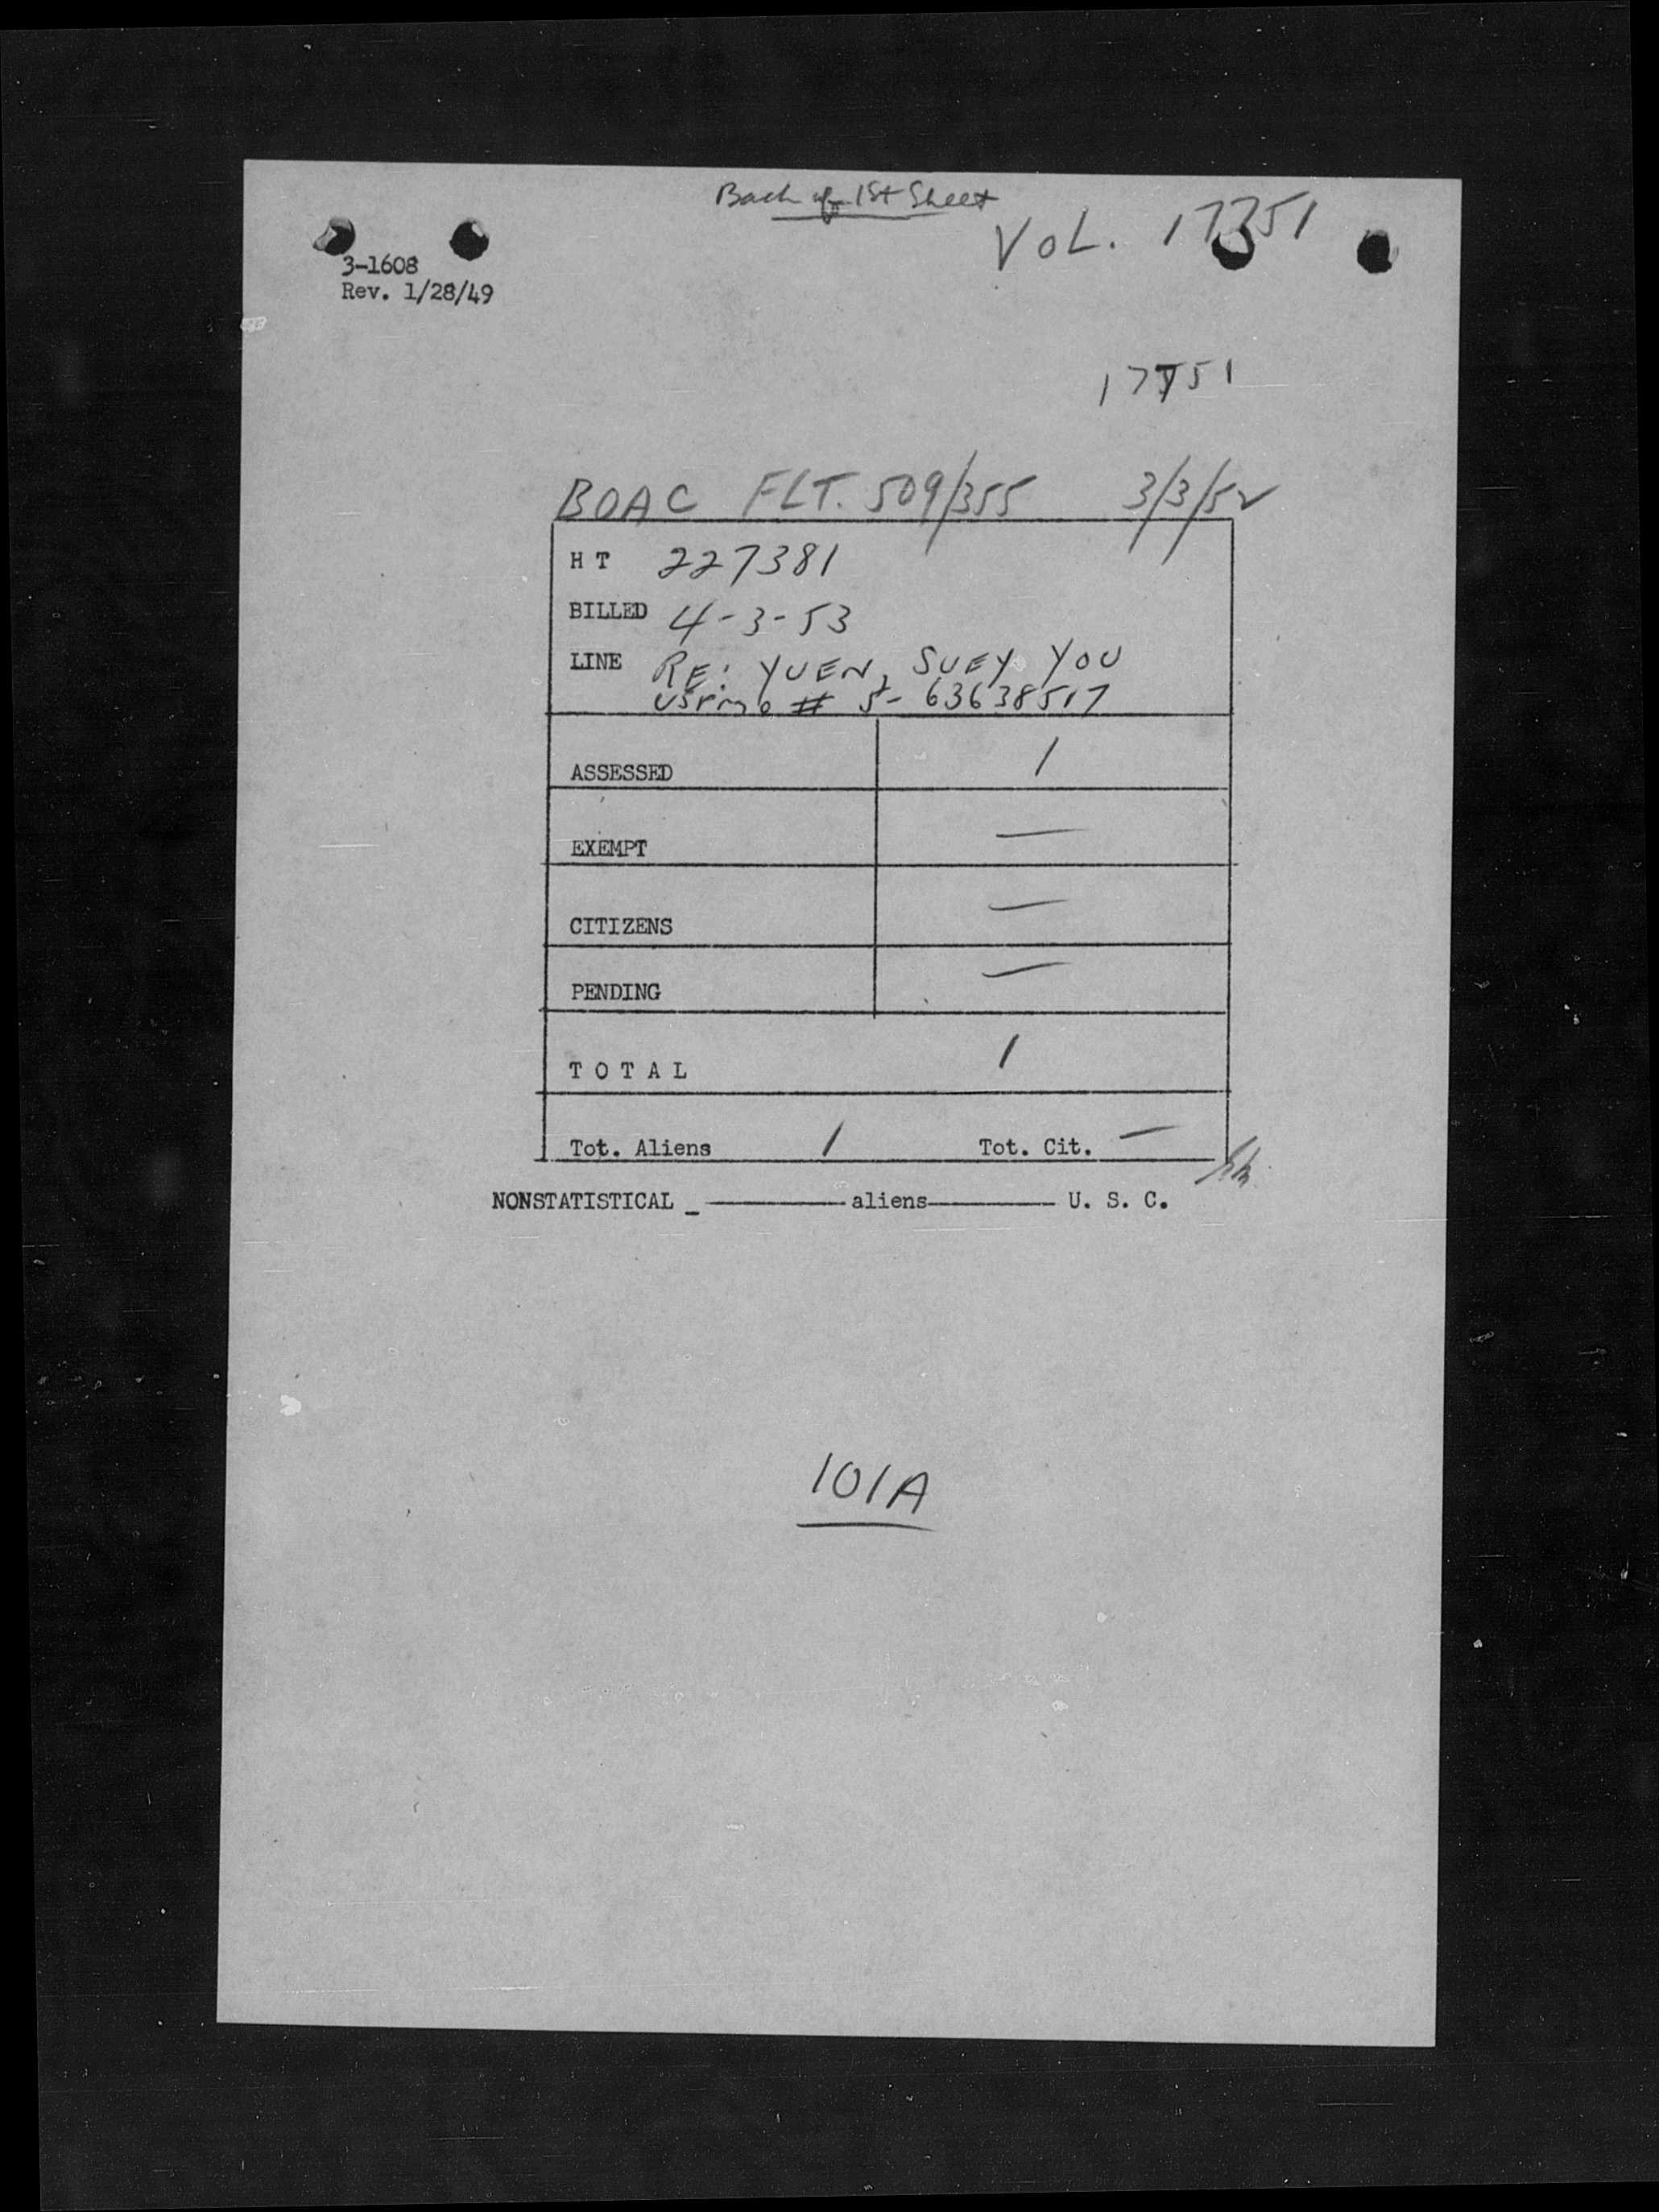 Back of 1st Sheet
VOL. 17351
3-1608
Rev. 1/28/49
BOAC FLT. 509/355 3/3/52
H T 227381
BILLED 4-3-53
LINE RE: YUEN, SUEY YOU
USPMO # 5-63638517
ASSESSED 1
EXEMPT —
CITIZENS —
PENDING —
T O T A L 1
Tot. Aliens 1 Tot. Cit. —
NONSTATISTICAL _ ———— aliens———— U. S. C.
101A